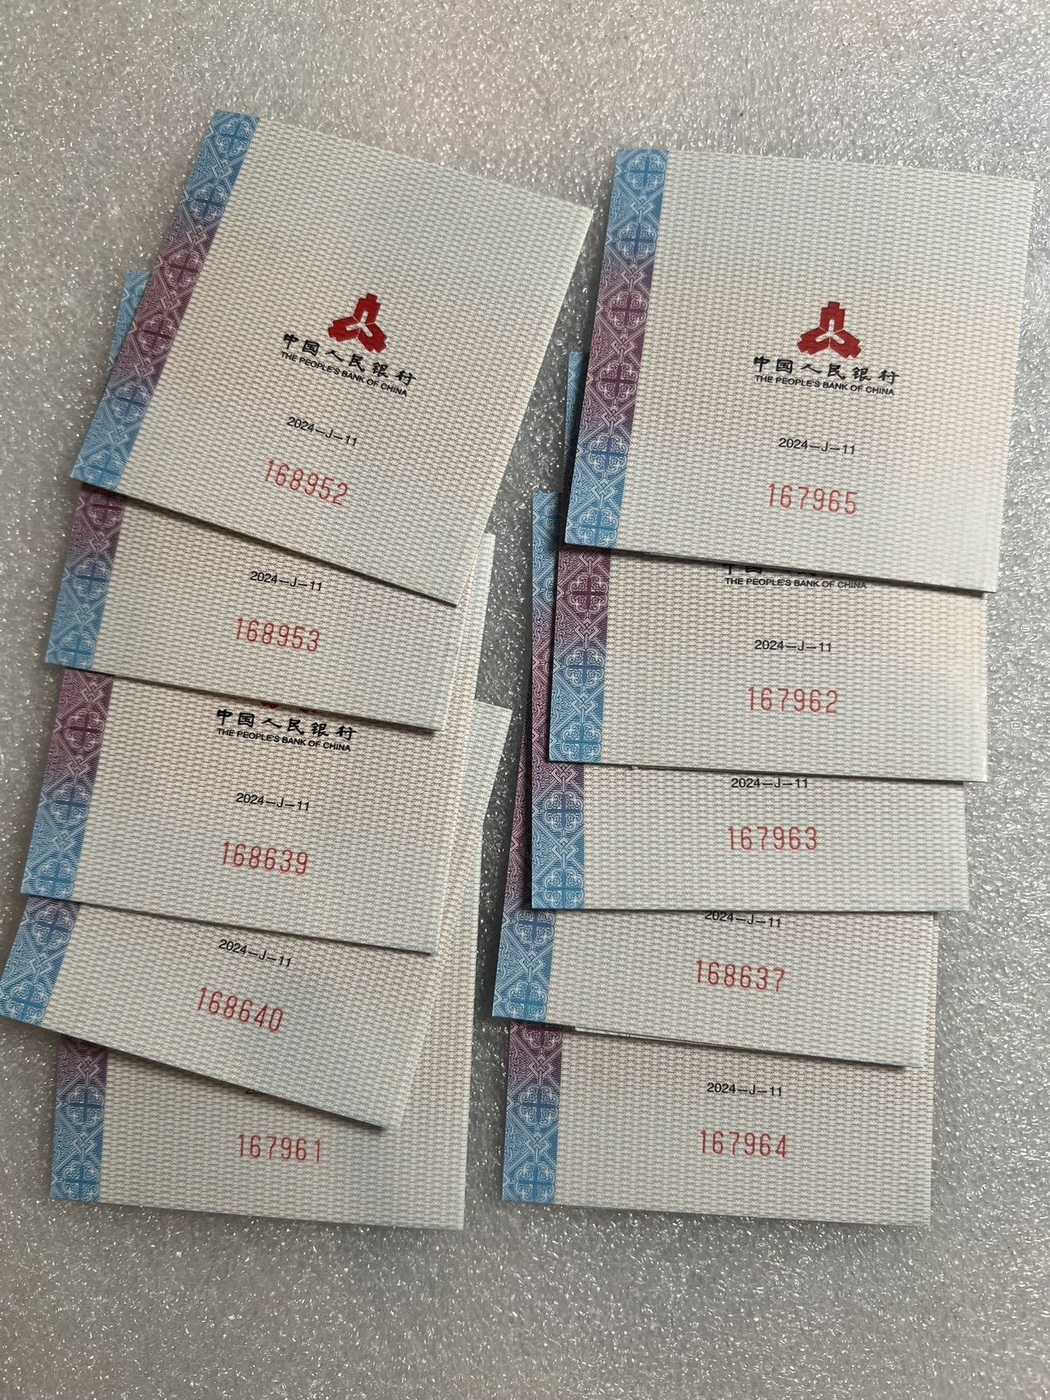 中国人民银行
THE PEOPLE'S BANK OF CHINA
2024-J-11
168952
2024-J-11
168953
中国人民银行
THE PEOPLE'S BANK OF CHINA
2024-J-11
168639
2024-J-11
168640
167961
中国人民银行
THE PEOPLE'S BANK OF CHINA
2024-J-11
167965
THE PEOPLE'S BANK OF CHINA
2024-J-11
167962
2024-J-11
167963
2024-J-11
168637
2024-J-11
167964